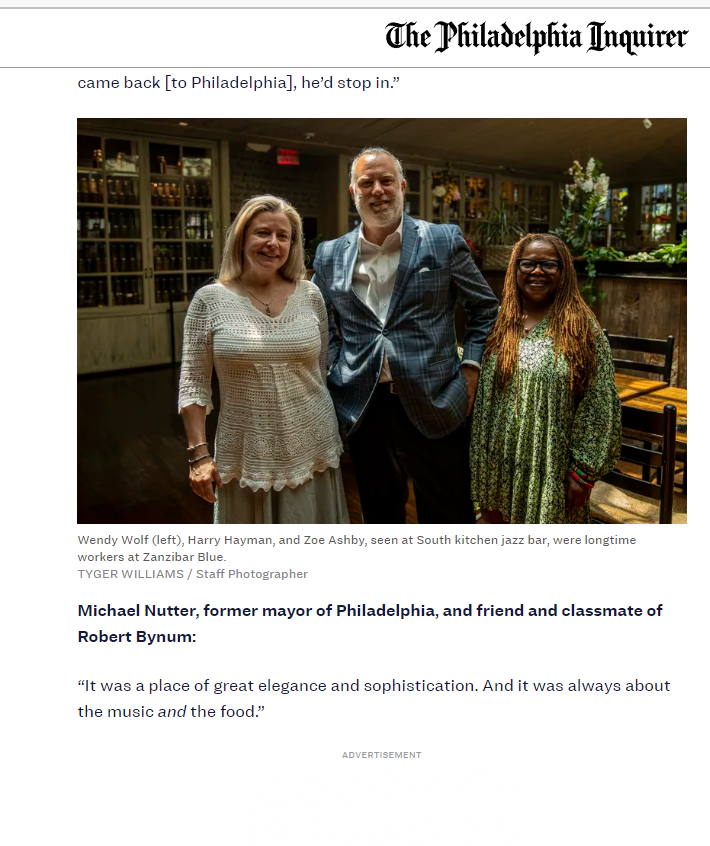 The Philadelphia Inquirer
came back [to Philadelphia], he’d stop in.”
Wendy Wolf (left), Harry Hayman, and Zoe Ashby, seen at South kitchen jazz bar, were longtime
workers at Zanzibar Blue.
TYGER WILLIAMS / Staff Photographer
Michael Nutter, former mayor of Philadelphia, and friend and classmate of
Robert Bynum:
“It was a place of great elegance and sophistication. And it was always about
the music and the food.”
ADVERTISEMENT